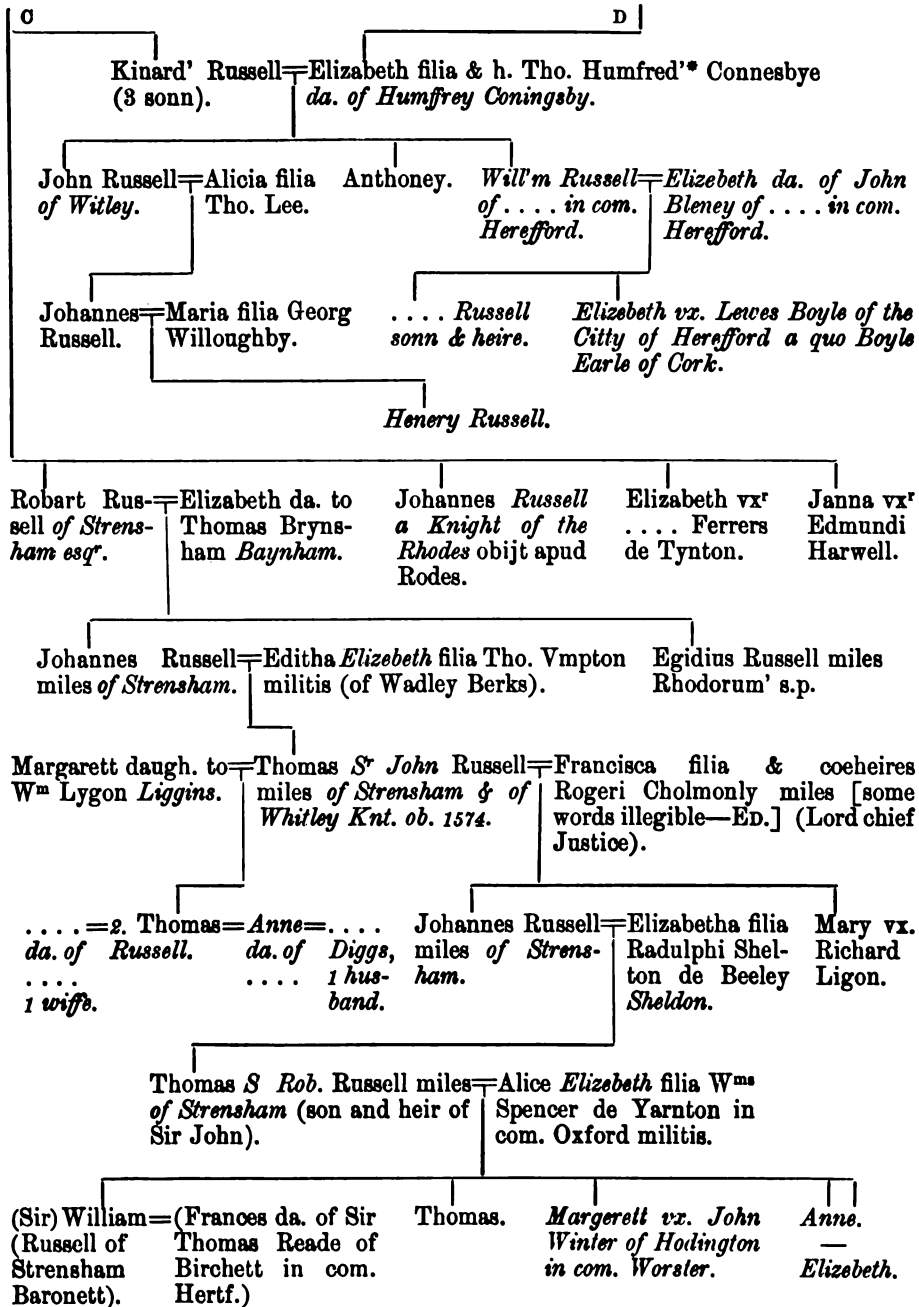 C D
Kinard' Russell=Elizabeth filia & h. Tho. Humfred'* Connesbye
(3 sonn). da. of Humffrey Coningsby.
John Russell=Alicia filia Anthoney. Will'm Russell=Elizebeth da. of John
of Witley. Tho. Lee. of . . . . in com. Bleney of . . . . in com.
Herefford. Herefford.
Johannes=Maria filia Georg . . . . Russell Elizebeth vx. Lewes Boyle of the
Russell. Willoughby. sonn & heire. Citty of Herefford a quo Boyle
Earle of Cork.
Henery Russell.
Robart Rus-=Elizabeth da. to Johannes Russell Elizabeth vxʳ Janna vxʳ
sell of Strens- Thomas Bryns- a Knight of the . . . . Ferrers Edmundi
ham esqʳ. ham Baynham. Rhodes obijt apud de Tynton. Harwell.
Rodes.
Johannes Russell=Editha Elizebeth filia Tho. Vmpton Egidius Russell miles
miles of Strensham. militis (of Wadley Berks). Rhodorum' s.p.
Margarett daugh. to=Thomas Sʳ John Russell=Francisca filia & coeheires
Wᵐ Lygon Liggins. miles of Strensham & of Rogeri Cholmonly miles [some
Whitley Knt. ob. 1574. words illegible—ED.] (Lord chief
Justice).
. . . . =2. Thomas=Anne=. . . . Johannes Russell=Elizabetha filia Mary vx.
da. of Russell. da. of Diggs, miles of Strens- Radulphi Shel- Richard
. . . . . . . . 1 hus- ham. ton de Beeley Ligon.
1 wiffe. band. Sheldon.
Thomas S Rob. Russell miles=Alice Elizebeth filia Wᵐˢ
of Strensham (son and heir of Spencer de Yarnton in
Sir John). com. Oxford militis.
(Sir) William=(Frances da. of Sir Thomas. Margerett vx. John Anne.
(Russell of Thomas Reade of Winter of Hodington —
Strensham Birchett in com. in com. Worster. Elizebeth.
Baronett). Hertf.)